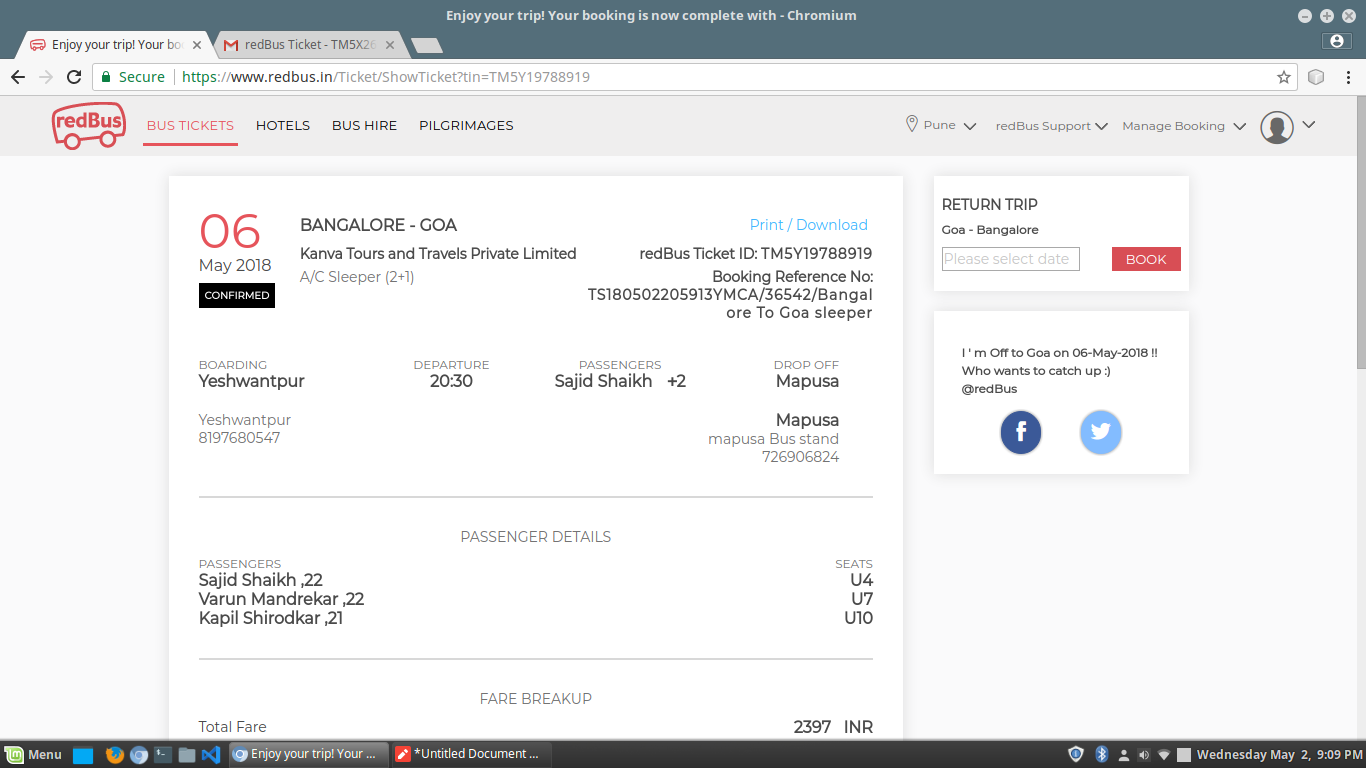 Enjoy your trip! Your booking is now complete with - Chromium
Enjoy your trip! Your bo
redBus Ticket - TM5X26
Secure https://www.redbus.in/Ticket/ShowTicket?tin=TM5Y19788919
redBus BUS TICKETS HOTELS BUS HIRE PILGRIMAGES Pune redBus Support Manage Booking
06
May 2018
CONFIRMED
BANGALORE - GOA
Kanva Tours and Travels Private Limited
A/C Sleeper (2+1)
Print / Download
redBus Ticket ID: TM5Y19788919
Booking Reference No:
TS180502205913YMCA/36542/Bangal
ore To Goa sleeper
BOARDING DEPARTURE PASSENGERS DROP OFF
Yeshwantpur 20:30 Sajid Shaikh +2 Mapusa
Yeshwantpur
8197680547
Mapusa
mapusa Bus stand
726906824
PASSENGER DETAILS
PASSENGERS SEATS
Sajid Shaikh ,22 U4
Varun Mandrekar ,22 U7
Kapil Shirodkar ,21 U10
FARE BREAKUP
Total Fare 2397 INR
RETURN TRIP
Goa - Bangalore
Please select date BOOK
I ' m Off to Goa on 06-May-2018 !!
Who wants to catch up :)
@redBus
Menu Enjoy your trip! Your ... *Untitled Document ... Wednesday May 2, 9:09 PM